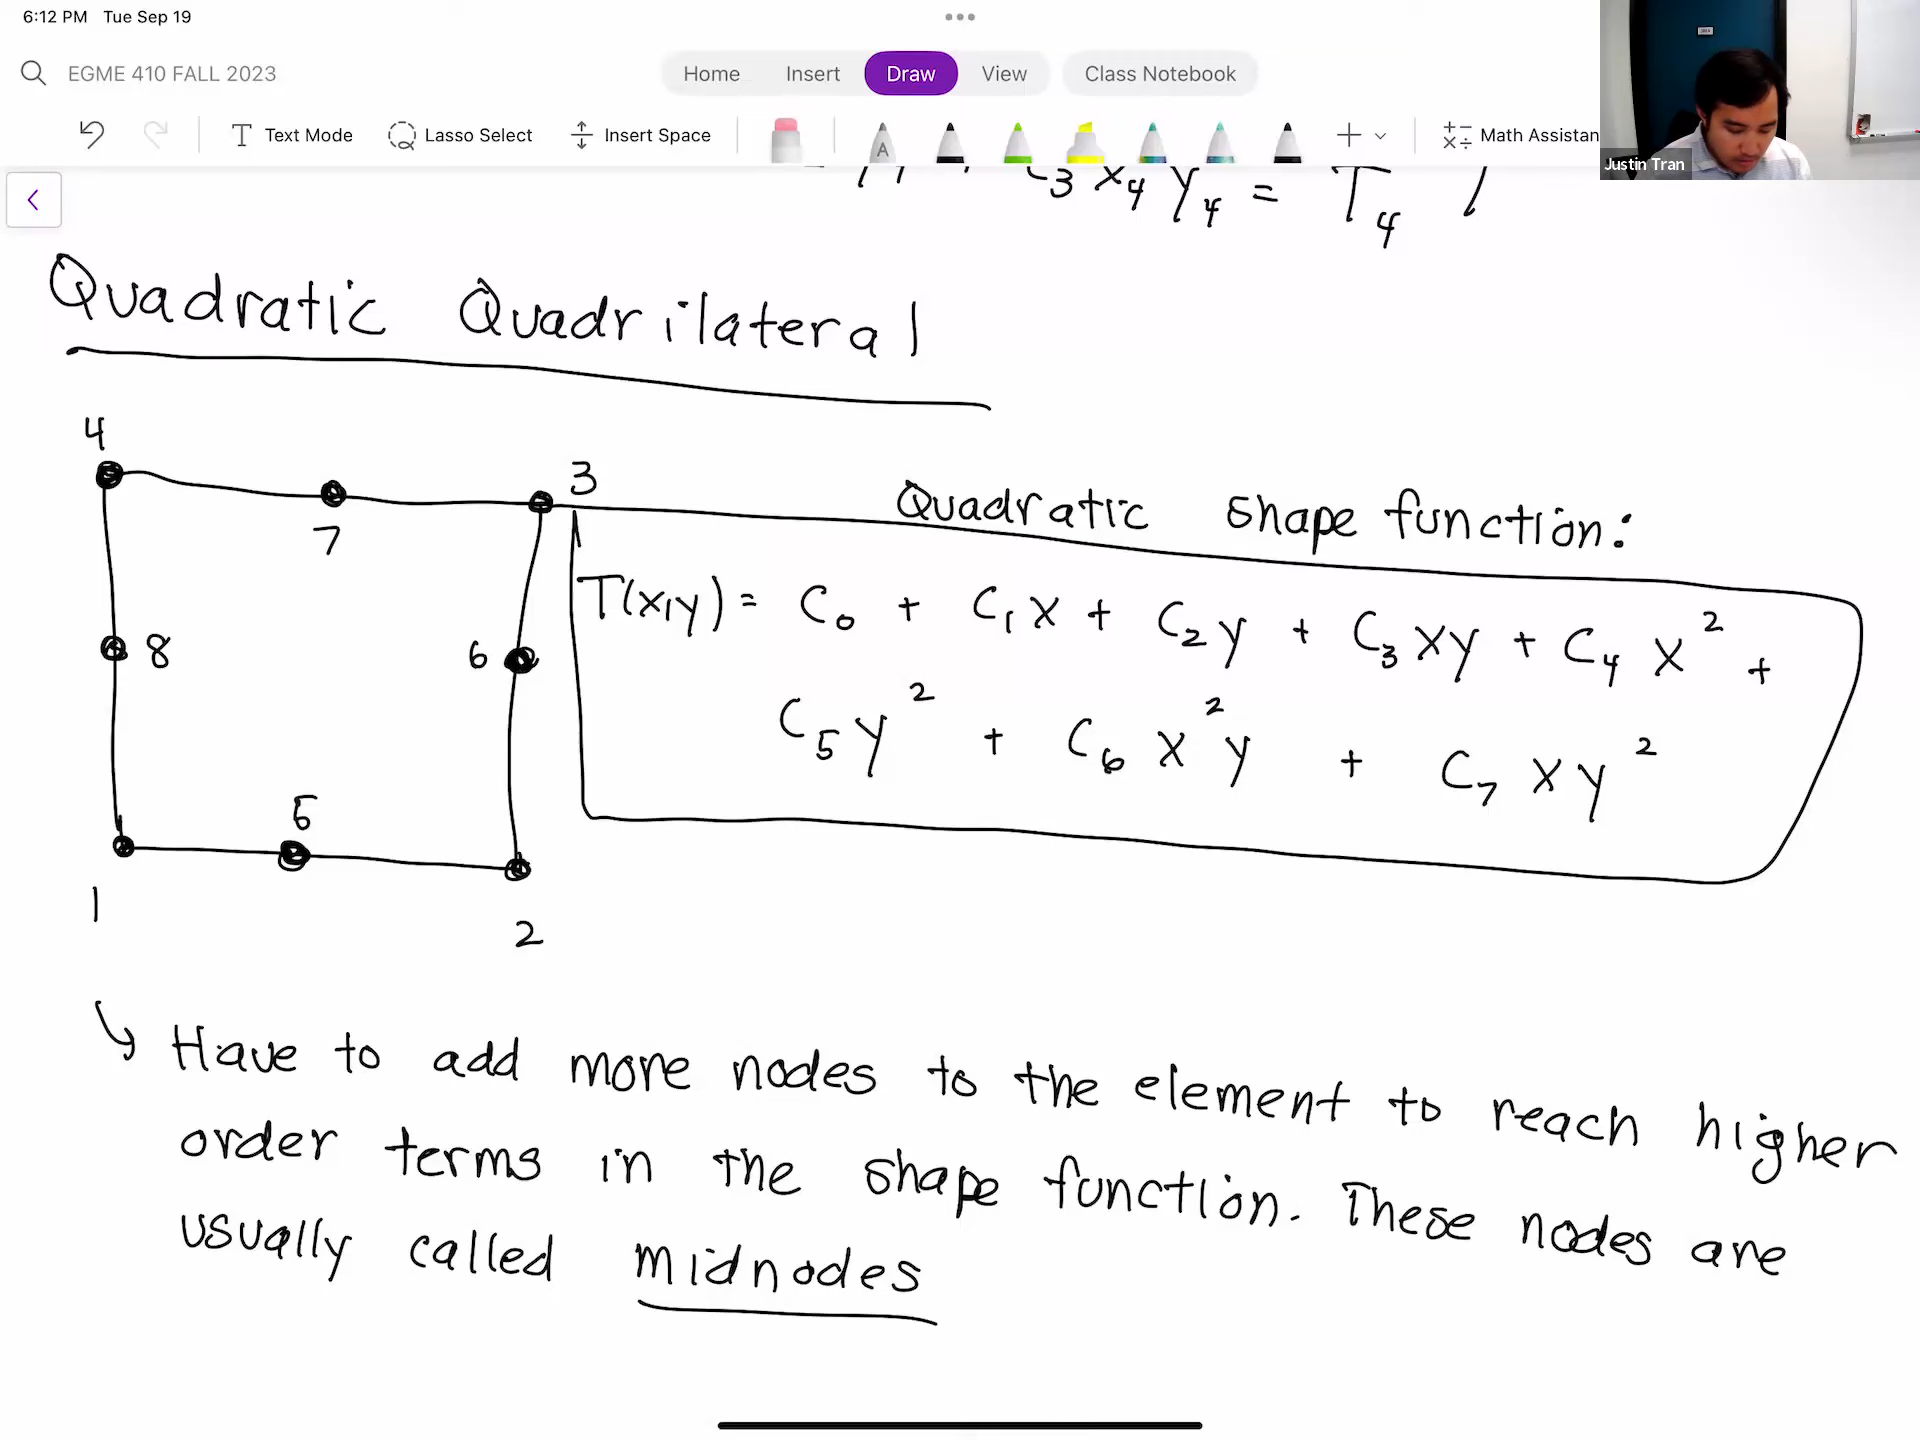 6:12 PM Tue Sep 19
EGME 410 FALL 2023
Home Insert Draw View Class Notebook
Text Mode Lasso Select Insert Space A Math Assistan
Justin Tran
C₃ x₄ y₄ = T₄
Quadratic Quadrilateral
4
3
7
8
6
5
1
2
Quadratic shape function:
T(x,y) = C₀ + C₁x + C₂y + C₃xy + C₄x² +
C₅y² + C₆x²y + C₇xy²
↳ Have to add more nodes to the element to reach higher
order terms in the shape function. These nodes are
usually called midnodes